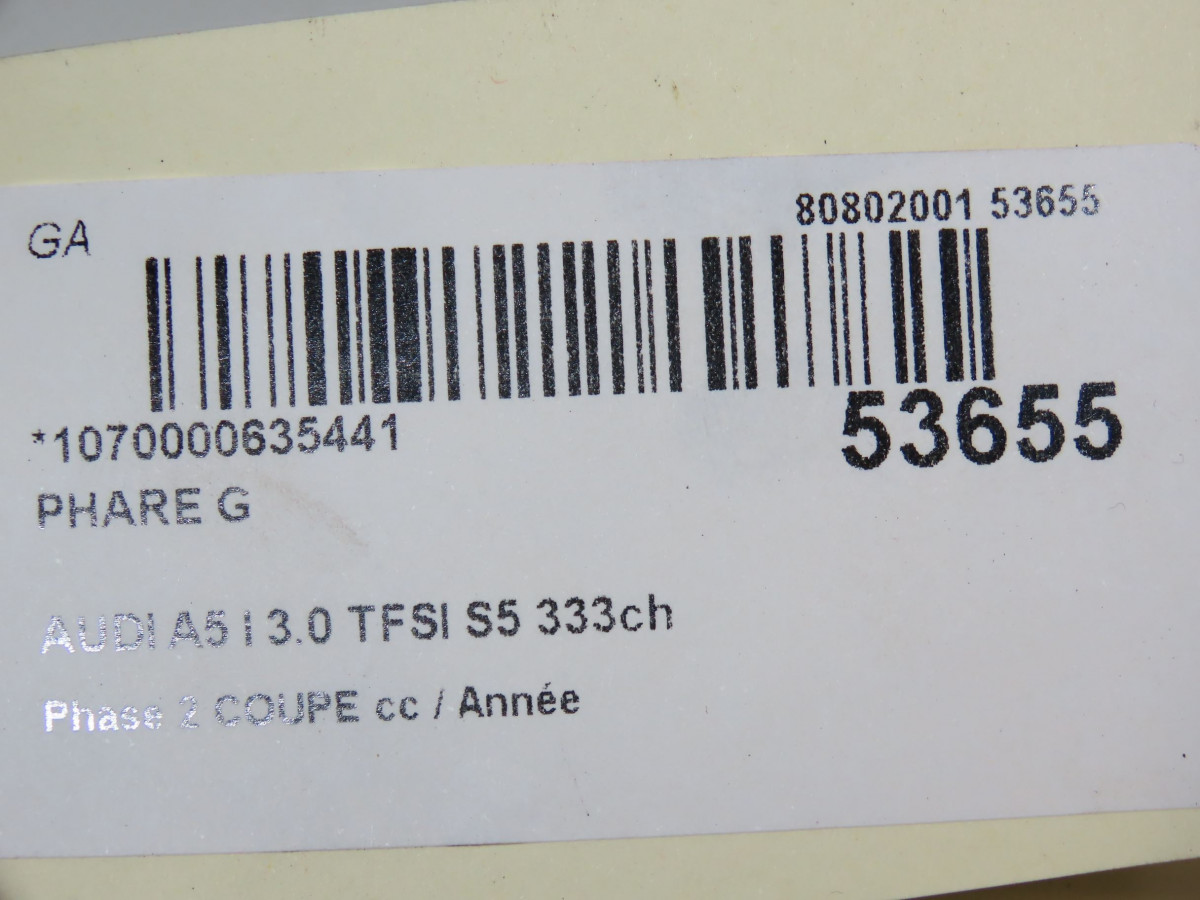 80802001 53655
GA
53655
*1070000635441
PHARE G
AUDI A5 I 3.0 TFSI S5 333ch
Phase 2 COUPE cc / Année